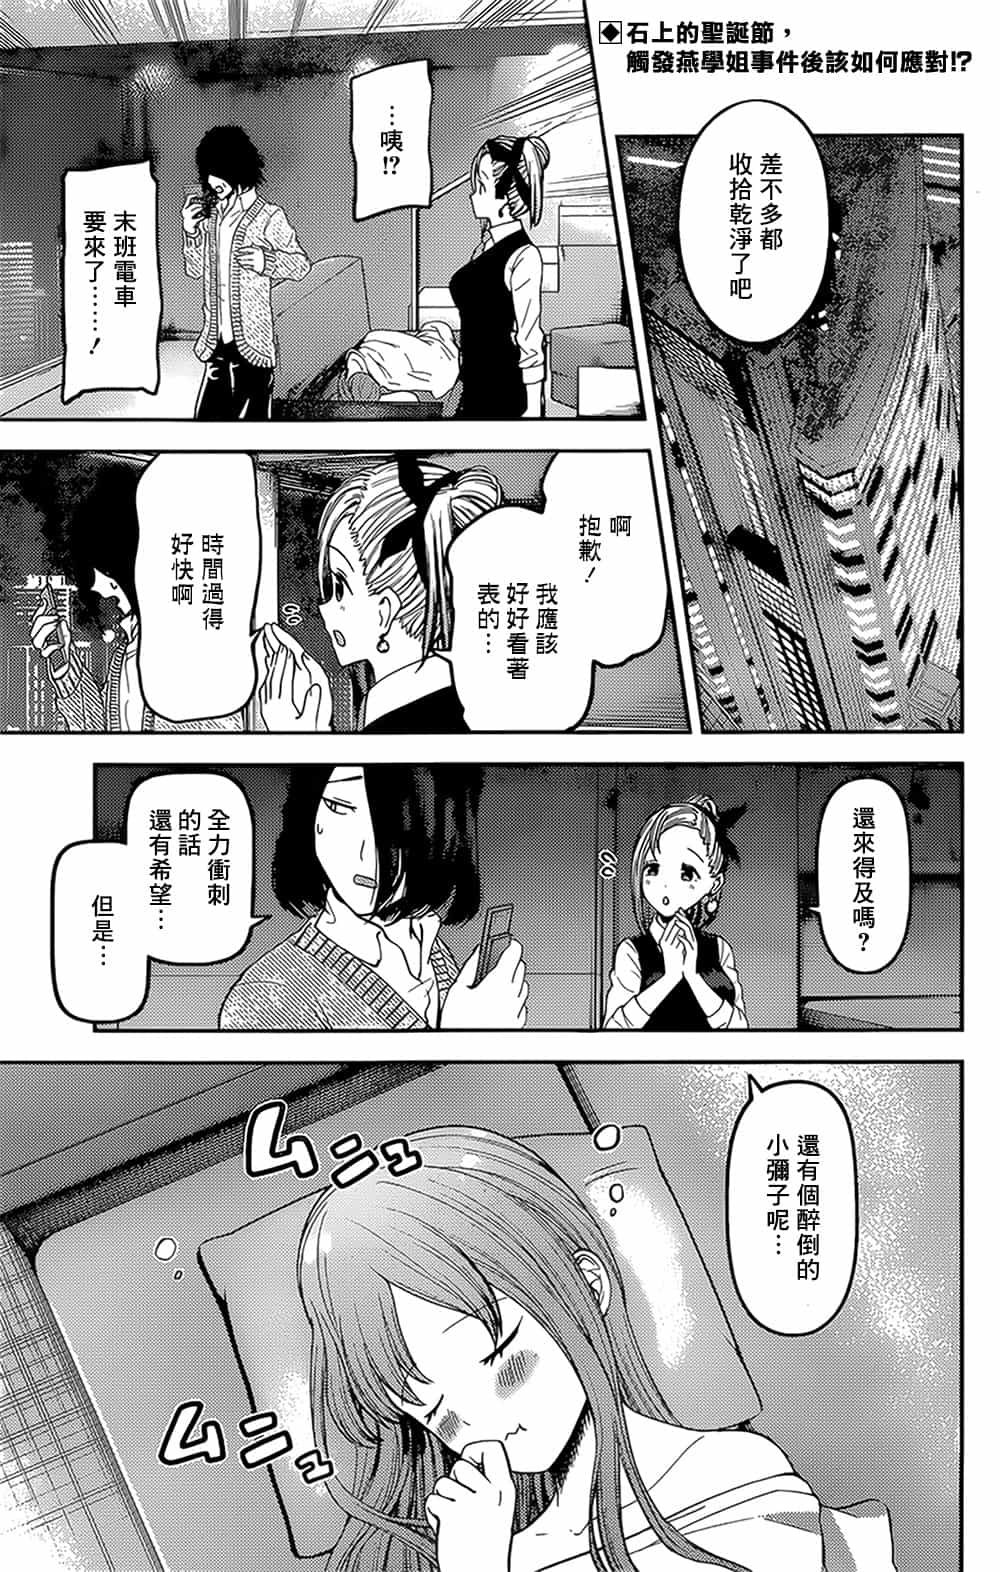 ◆石上的聖誕節，
觸發燕學姐事件後該如何應對!?
差不多都
收拾乾淨了吧
…咦!?
末班電車
要來了……！
啊
抱歉！
我應該
好好看著
表的…
時間過得
好快啊
還來得及嗎？
全力衝刺
的話
還有希望…
但是…
還有個醉倒的
小彌子呢…
ムニュ
ムニュ